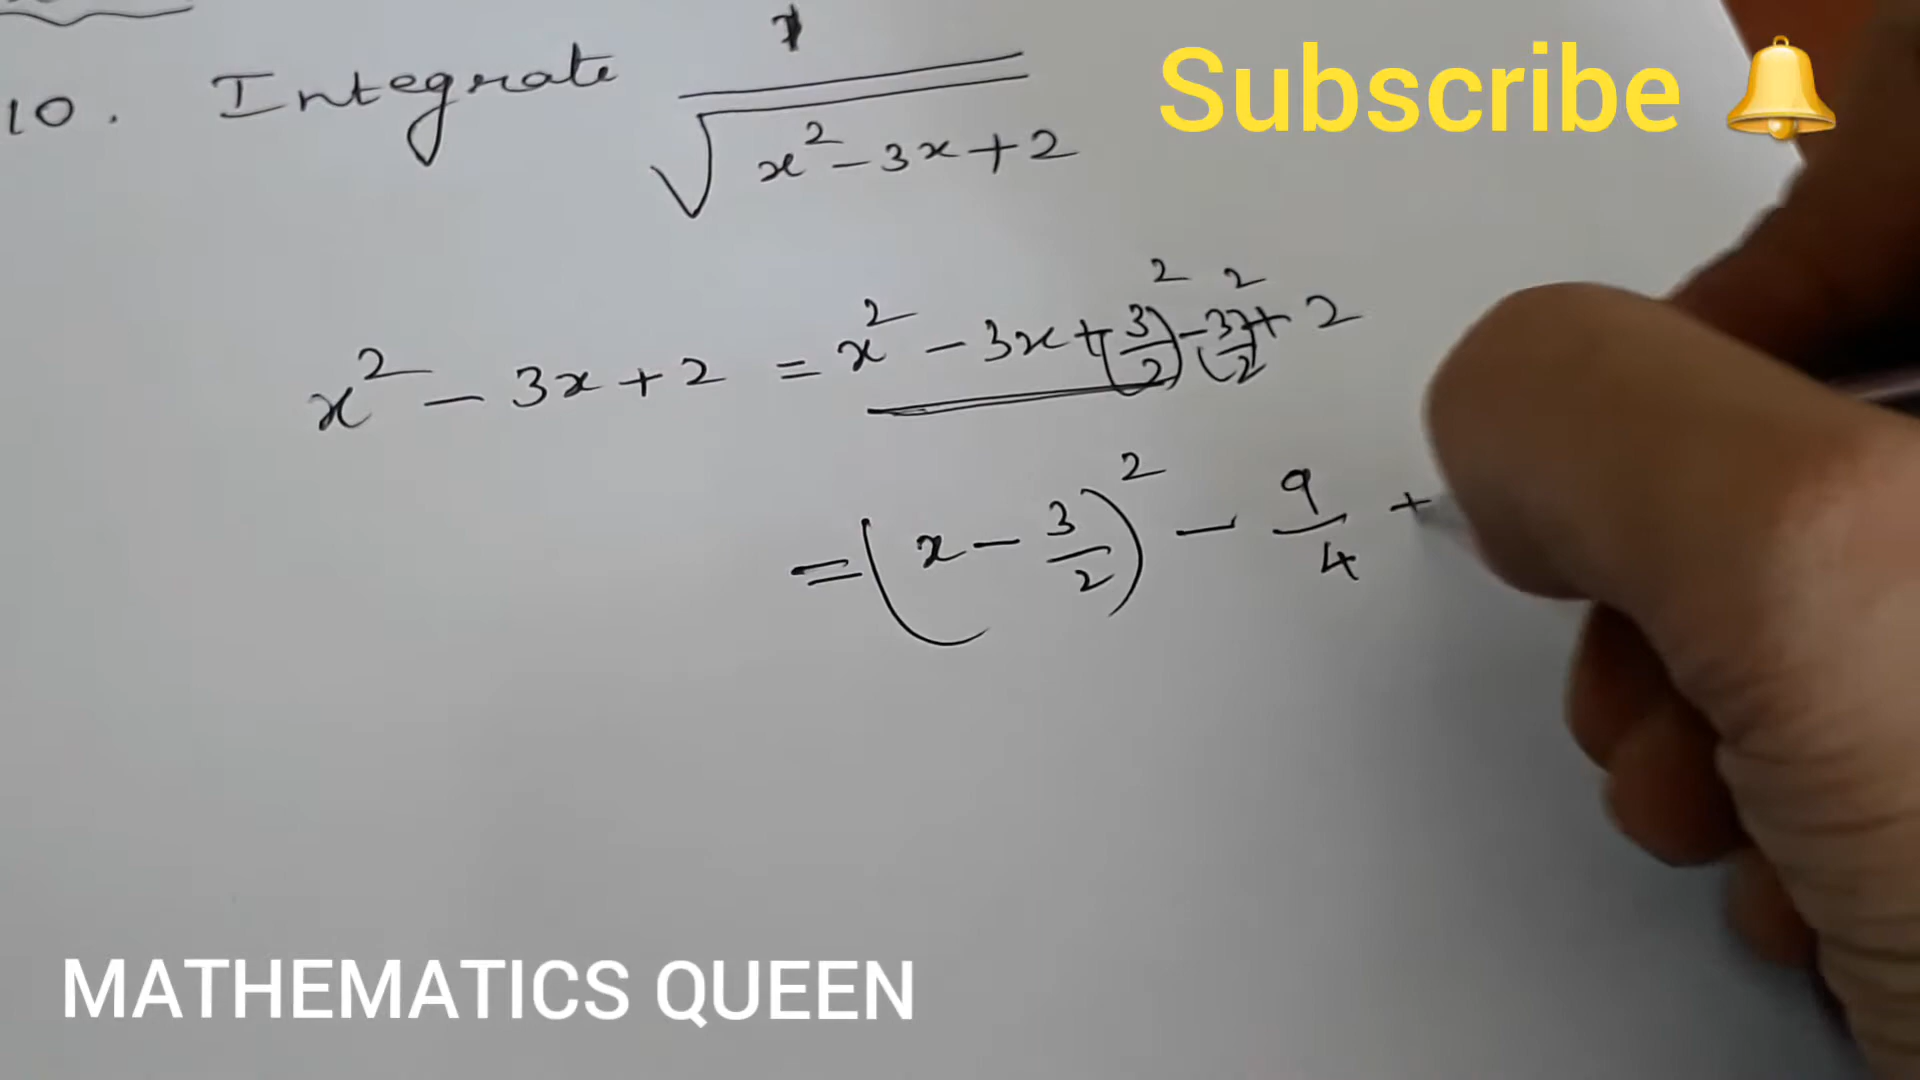 Subscribe 🔔
10. Integrate 1/√(x² - 3x + 2)
x² - 3x + 2 = x² - 3x + (3/2)² - (3/2)² + 2
= (x - 3/2)² - 9/4 +
MATHEMATICS QUEEN